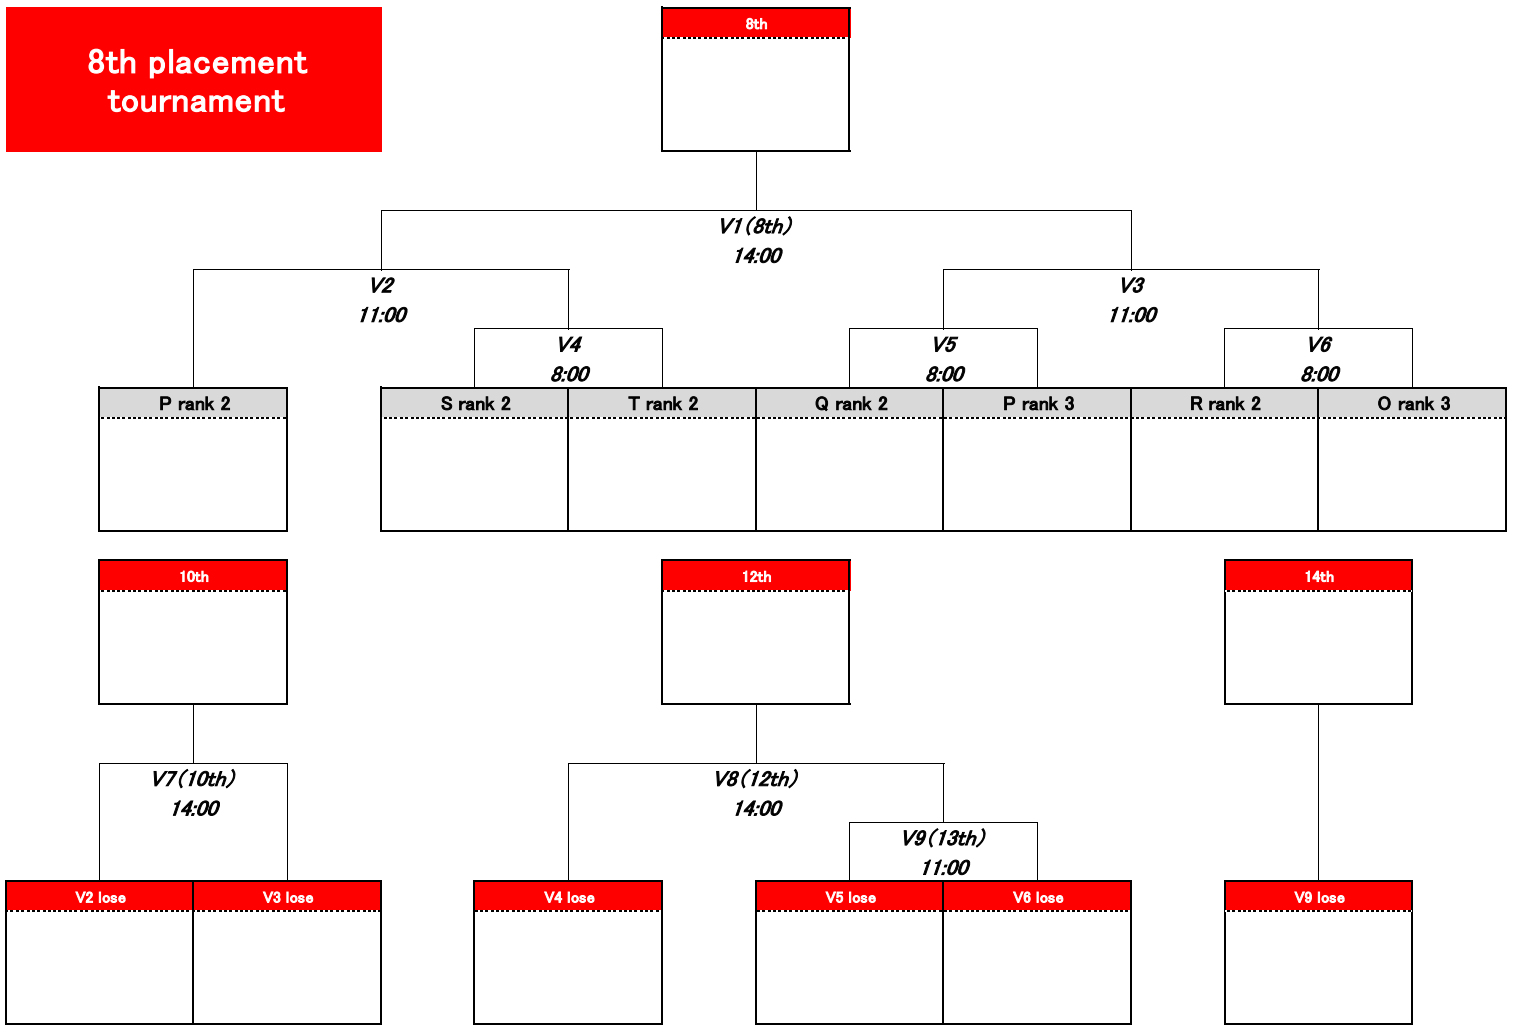 8th placement
tournament
8th
V1(8th)
14:00
V2
11:00
V3
11:00
V4
8:00
V5
8:00
V6
8:00
P rank 2
S rank 2
T rank 2
Q rank 2
P rank 3
R rank 2
O rank 3
10th
12th
14th
V7(10th)
14:00
V8(12th)
14:00
V9(13th)
11:00
V2 lose
V3 lose
V4 lose
V5 lose
V6 lose
V9 lose